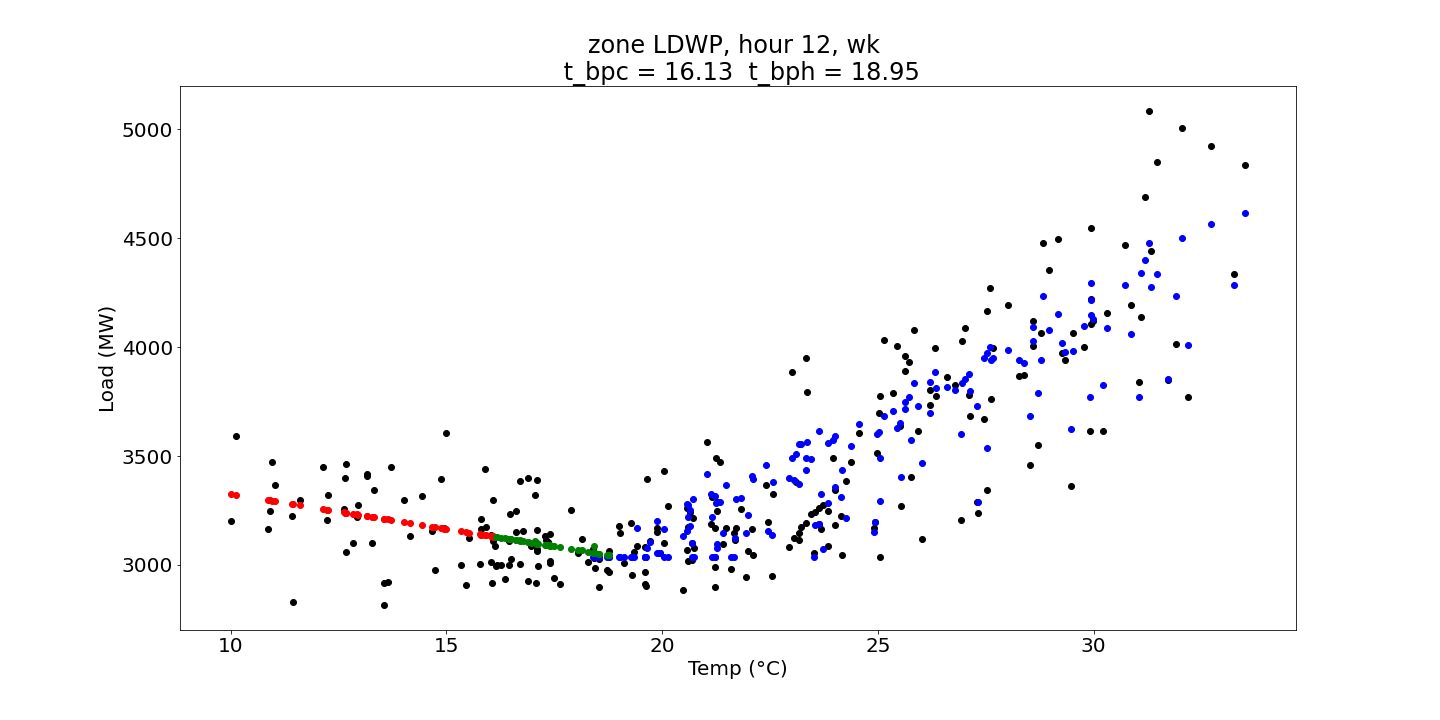 zone LDWP, hour 12, wk
t_bpc = 16.13  t_bph = 18.95
5000
4500
4000
3500
3000
Load (MW)
10 15 20 25 30
Temp (°C)